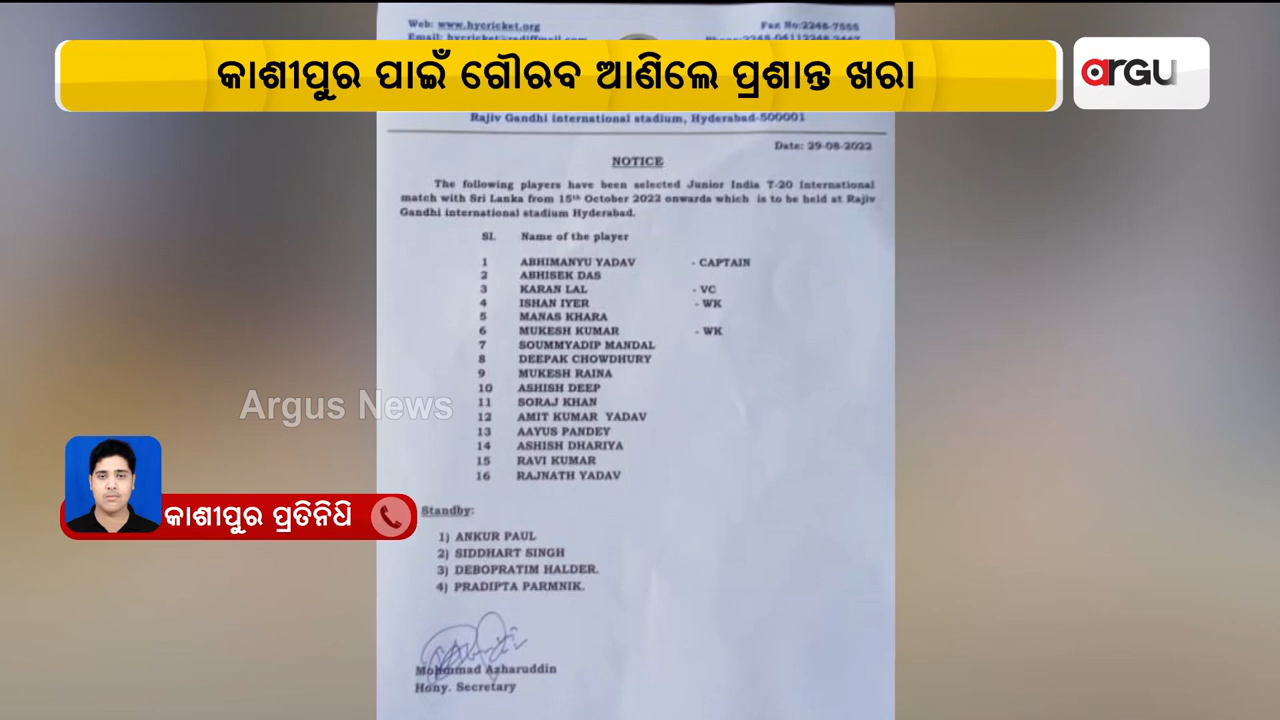 Web: www.hycricket.org
Fax No:2248-7555
କାଶୀପୁର ପାଇଁ ଗୌରବ ଆଣିଲେ ପ୍ରଶାନ୍ତ ଖରା
ARGU
Rajiv Gandhi international stadium, Hyderabad-500001
Date: 29-08-2022
NOTICE
The following players have been selected Junior India T-20 International
match with Sri Lanka from 15th October 2022 onwards which is to be held at Rajiv
Gandhi international stadium Hyderabad.
Sl. Name of the player
1 ABHIMANYU YADAV - CAPTAIN
2 ABHISEK DAS
3 KARAN LAL - VC
4 ISHAN IYER - WK
5 MANAS KHARA
6 MUKESH KUMAR - WK
7 SOUMMYADIP MANDAL
8 DEEPAK CHOWDHURY
9 MUKESH RAINA
10 ASHISH DEEP
11 SORAJ KHAN
12 AMIT KUMAR YADAV
13 AAYUS PANDEY
14 ASHISH DHARIYA
15 RAVI KUMAR
16 RAJNATH YADAV
Argus News
କାଶୀପୁର ପ୍ରତିନିଧି
Standby:
1) ANKUR PAUL
2) SIDDHART SINGH
3) DEBOPRATIM HALDER.
4) PRADIPTA PARMNIK.
Mohmmad Azharuddin
Hony. Secretary